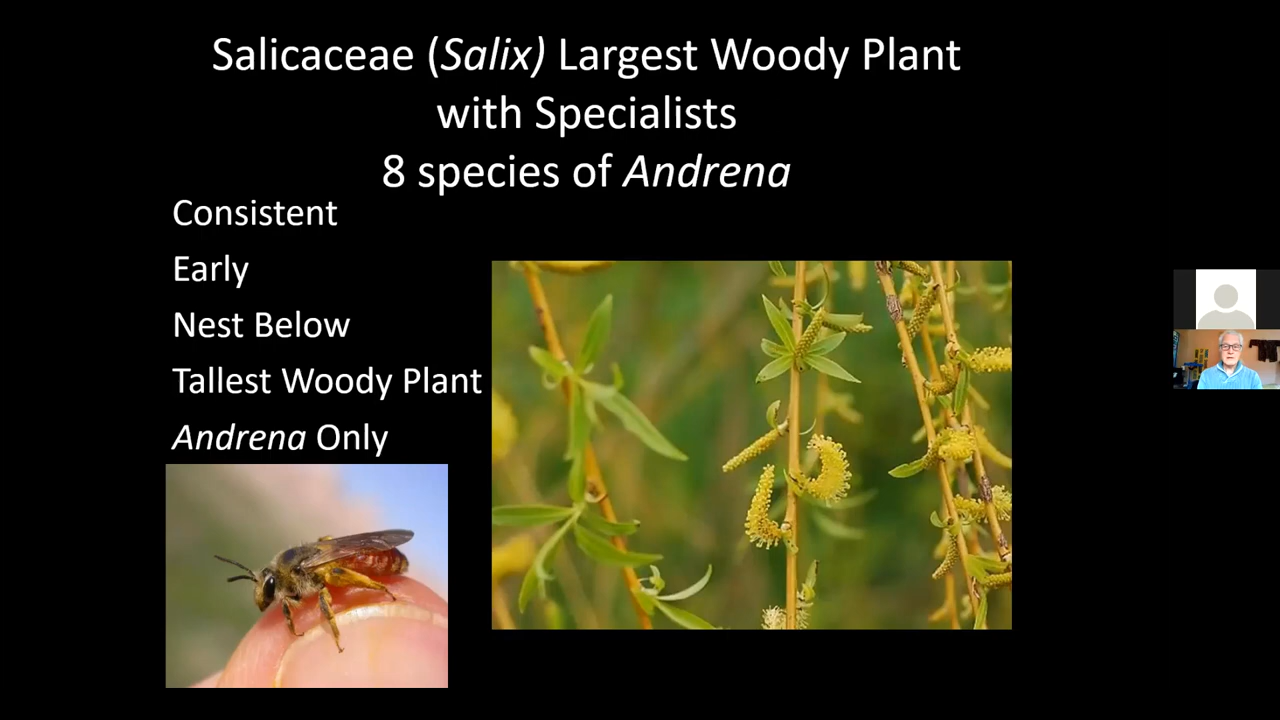 Salicaceae (Salix) Largest Woody Plant
with Specialists
8 species of Andrena
Consistent
Early
Nest Below
Tallest Woody Plant
Andrena Only